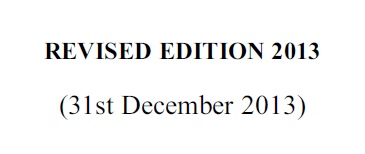 REVISED EDITION 2013
(31st December 2013)